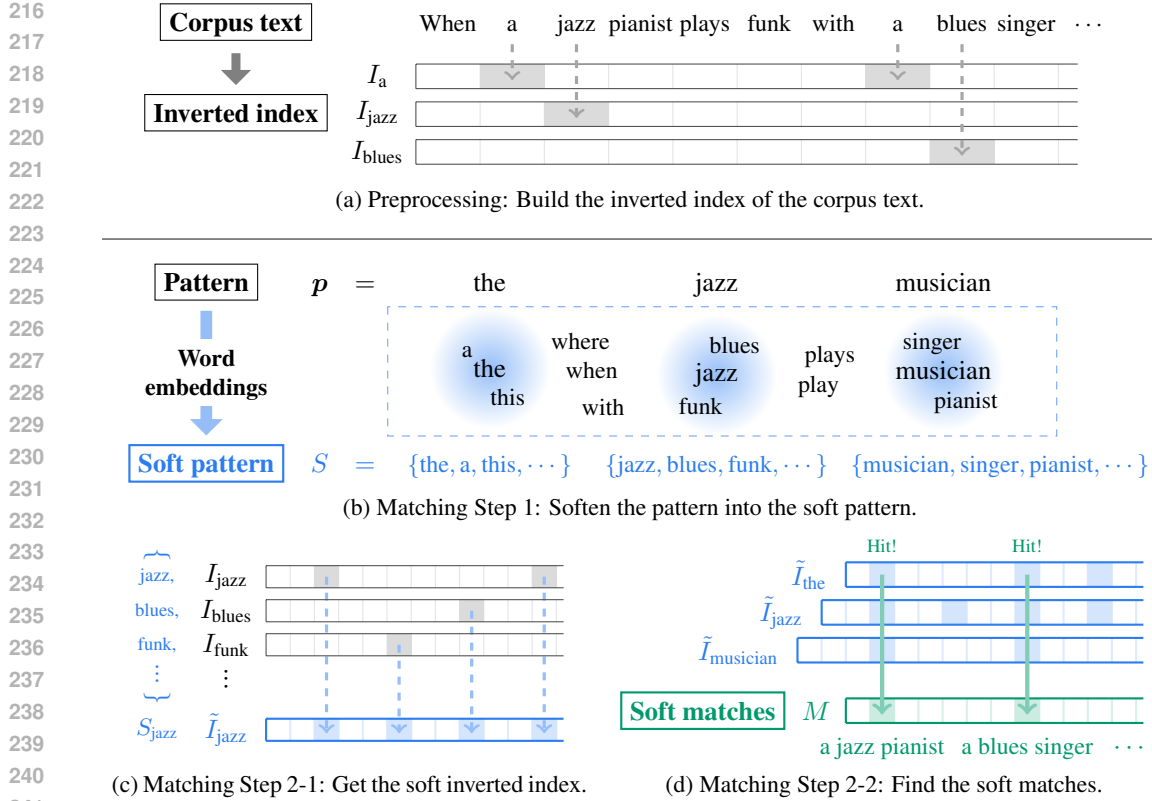 216
217
218
219
220
221
222
223
224
225
226
227
228
229
230
231
232
233
234
235
236
237
238
239
240
Corpus text
Inverted index
When a jazz pianist plays funk with a blues singer ···
I_a
I_jazz
I_blues
(a) Preprocessing: Build the inverted index of the corpus text.
Pattern p = the jazz musician
Word
embeddings
a
the
this
where
when
with
blues
jazz
funk
plays
play
singer
musician
pianist
Soft pattern S = {the, a, this, ···} {jazz, blues, funk, ···} {musician, singer, pianist, ···}
(b) Matching Step 1: Soften the pattern into the soft pattern.
{
jazz, I_jazz
blues, I_blues
funk, I_funk
⋮ ⋮
}
S_jazz Ĩ_jazz
(c) Matching Step 2-1: Get the soft inverted index.
Hit! Hit!
Ĩ_the
Ĩ_jazz
Ĩ_musician
Soft matches M
a jazz pianist a blues singer ···
(d) Matching Step 2-2: Find the soft matches.